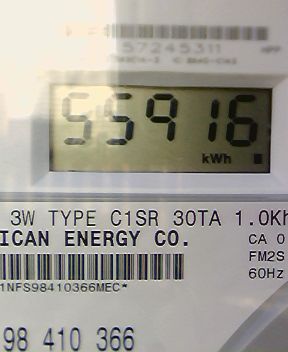 57245311
55916
kWh
3W TYPE C1SR 30TA 1.0Kh
ICAN ENERGY CO.
CA 0
FM2S
60Hz
1NFS98410366MEC*
98 410 366